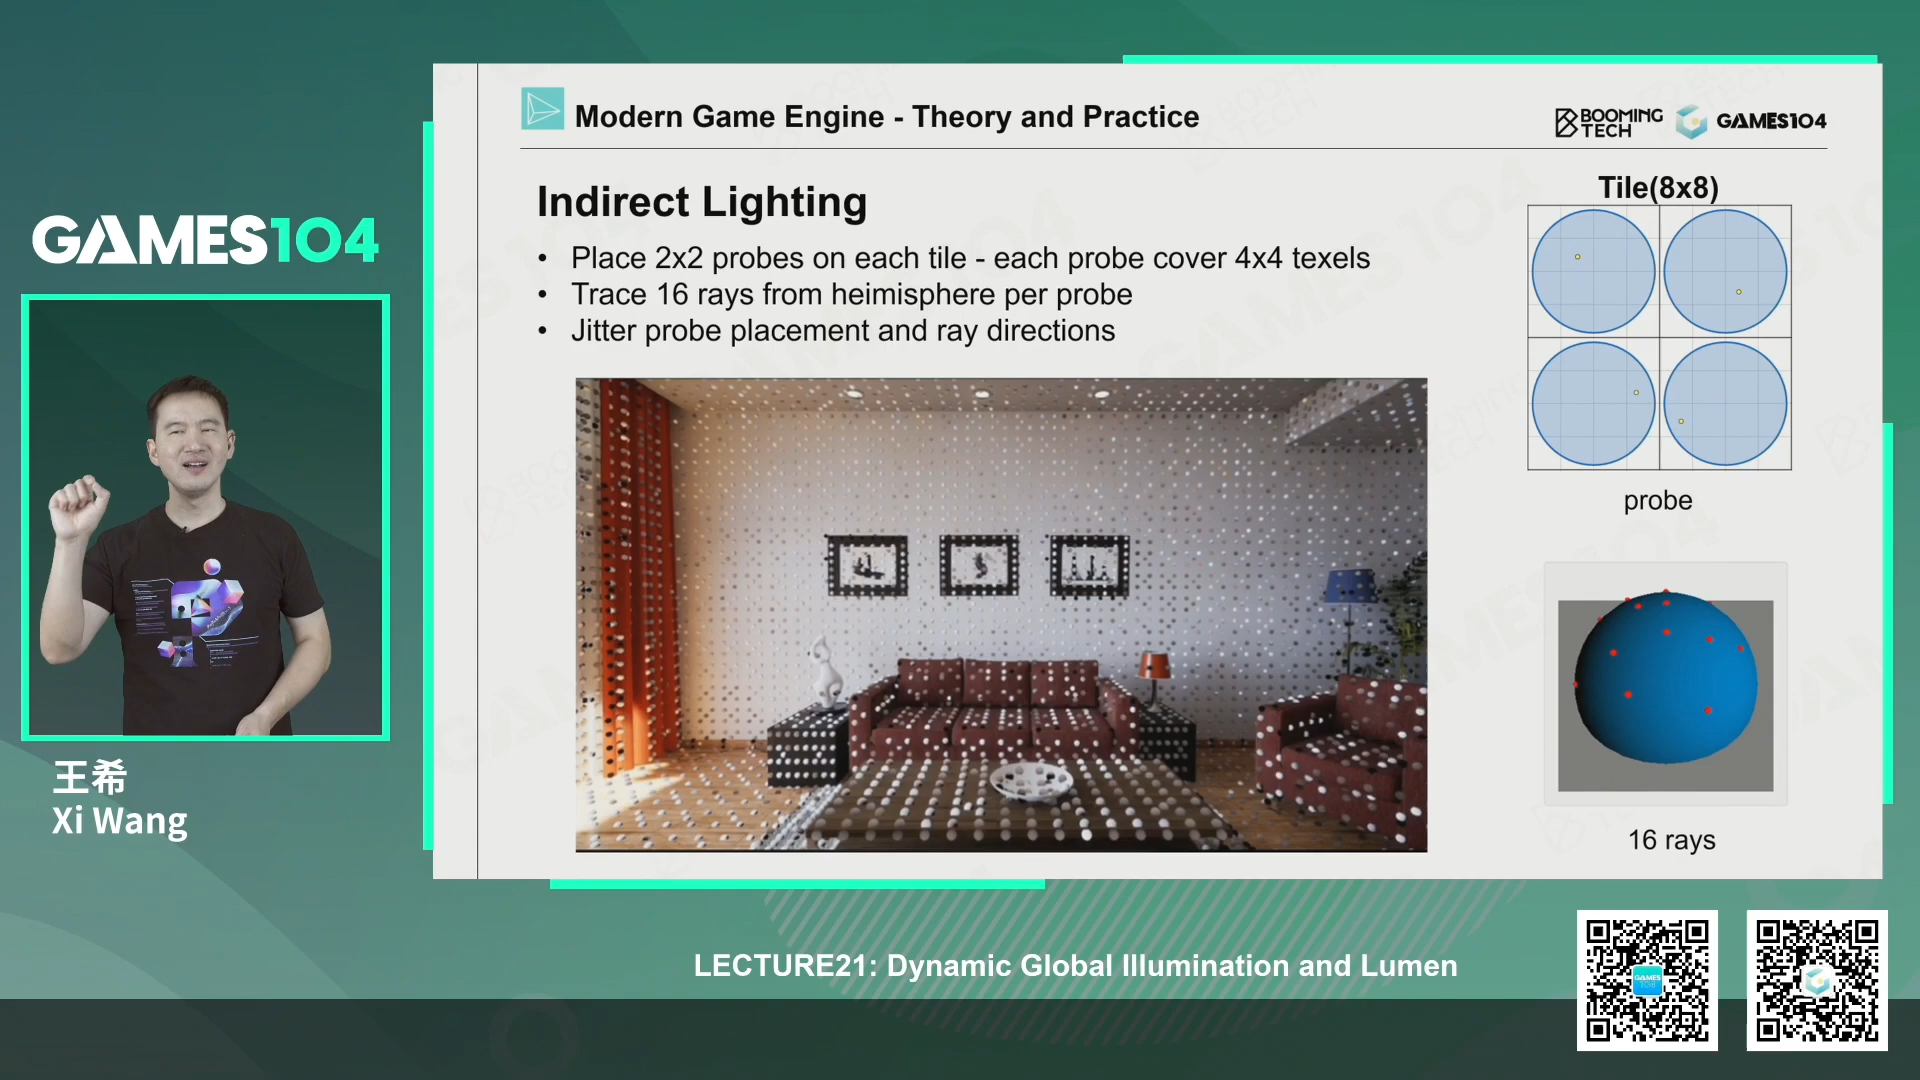 Modern Game Engine - Theory and Practice
BOOMING
TECH
GAMES104
Indirect Lighting
• Place 2x2 probes on each tile - each probe cover 4x4 texels
• Trace 16 rays from heimisphere per probe
• Jitter probe placement and ray directions
Tile(8x8)
probe
16 rays
GAMES104
王希
Xi Wang
LECTURE21: Dynamic Global Illumination and Lumen